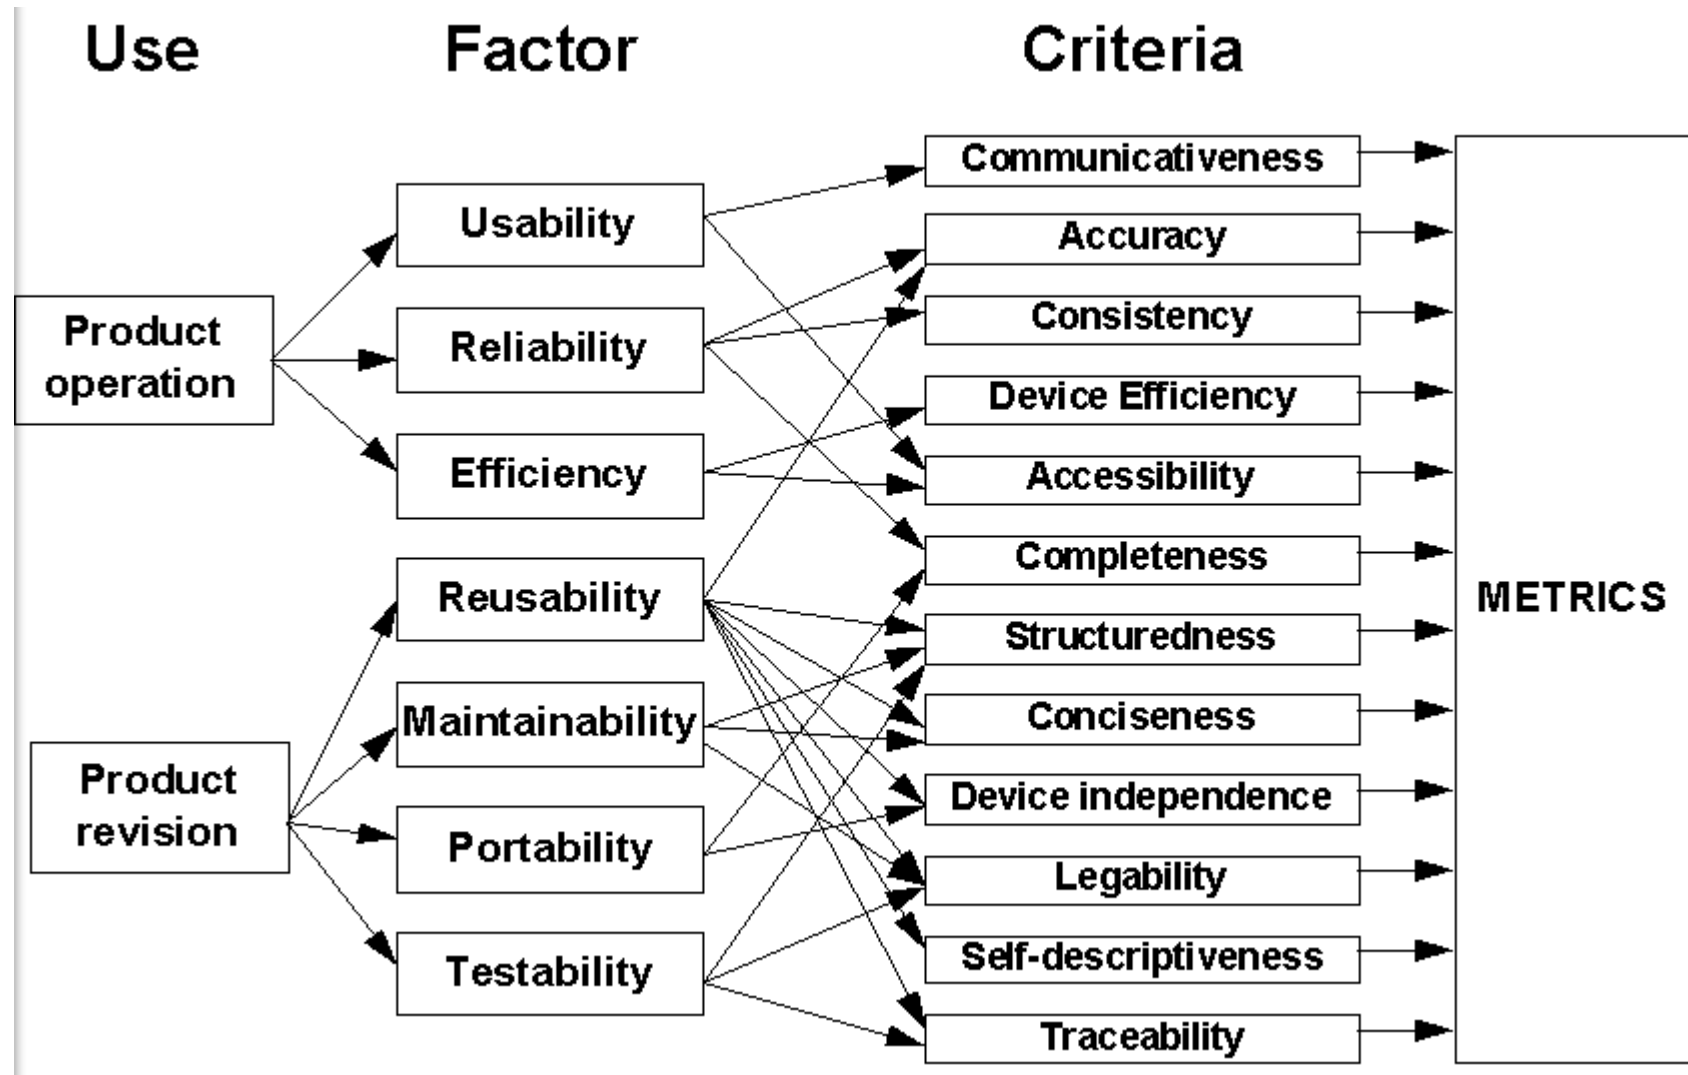 Use
Factor
Criteria
Product
operation
Product
revision
Usability
Reliability
Efficiency
Reusability
Maintainability
Portability
Testability
Communicativeness
Accuracy
Consistency
Device Efficiency
Accessibility
Completeness
Structuredness
Conciseness
Device independence
Legability
Self-descriptiveness
Traceability
METRICS